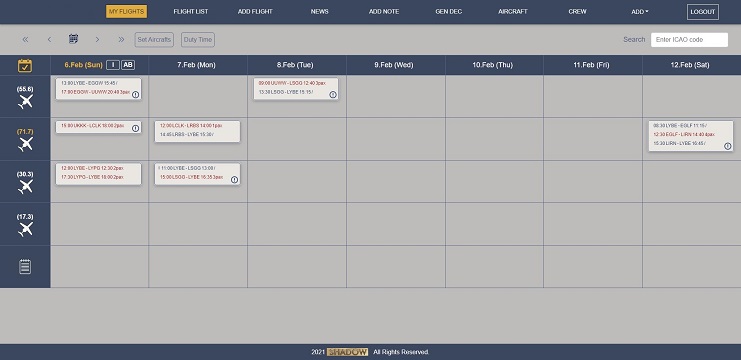 MY FLIGHTS FLIGHT LIST ADD FLIGHT NEWS ADD NOTE GEN DEC AIRCRAFT CREW ADD LOGOUT
Set Aircrafts Duty Time Search Enter ICAO code
6.Feb (Sun) I AB 7.Feb (Mon) 8.Feb (Tue) 9.Feb (Wed) 10.Feb (Thu) 11.Feb (Fri) 12.Feb (Sat)
(55.6)
13:00 LYBE - EGGW 15:45 /
17:00 EGGW - UUWW 20:40 3pax
09:00 UUWW - LSGG 12:40 3pax
13:30 LSGG - LYBE 15:15 /
(71.7)
15:00 UKKK - LCLK 18:00 2pax
12:00 LCLK - LRBS 14:00 1pax
14:45 LRBS - LYBE 15:30 /
08:30 LYBE - EGLF 11:15 /
12:30 EGLF - LIRN 14:40 4pax
15:30 LIRN - LYBE 16:45 /
(30.3)
12:00 LYBE - LYPG 12:30 2pax
17:30 LYPG - LYBE 18:00 2pax
! 11:00 LYBE - LSGG 13:00 /
15:00 LSGG - LYBE 16:35 3pax
(17.3)
2021 SHADOW All Rights Reserved.